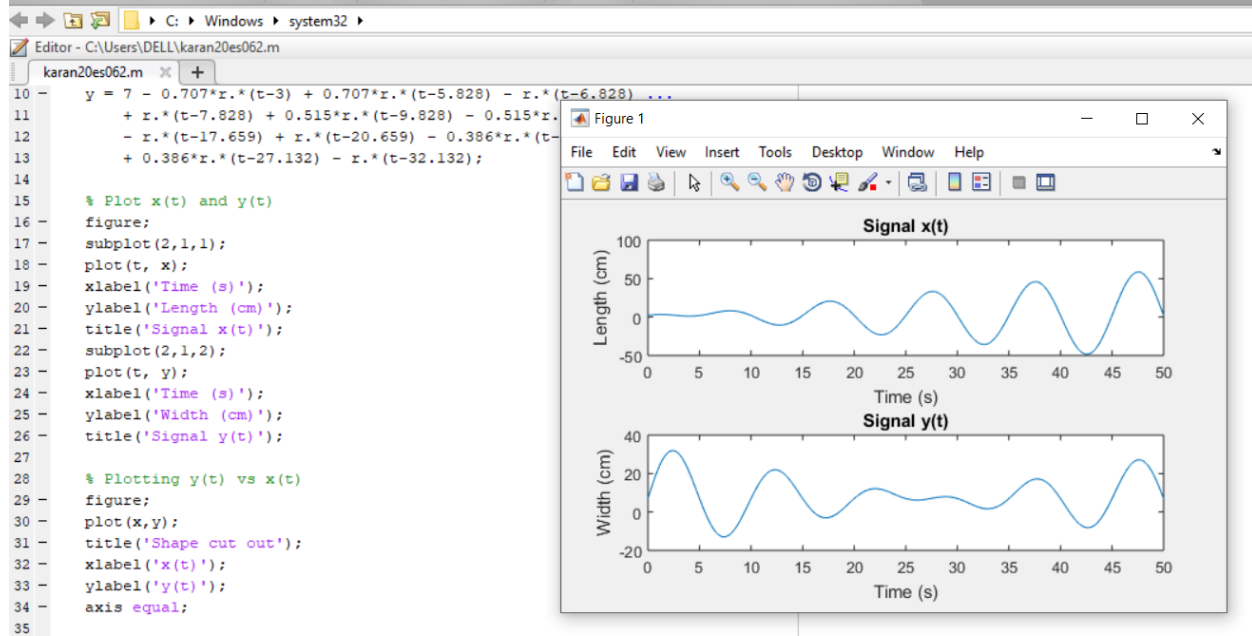 C: Windows system32
Editor - C:\Users\DELL\karan20es062.m
karan20es062.m
10 - y = 7 - 0.707*r.*(t-3) + 0.707*r.*(t-5.828) - r.*(t-6.828) ...
11 + r.*(t-7.828) + 0.515*r.*(t-9.828) - 0.515*r.
12 - r.*(t-17.659) + r.*(t-20.659) - 0.386*r.*(t-
13 + 0.386*r.*(t-27.132) - r.*(t-32.132);
14
15 % Plot x(t) and y(t)
16 - figure;
17 - subplot(2,1,1);
18 - plot(t, x);
19 - xlabel('Time (s)');
20 - ylabel('Length (cm)');
21 - title('Signal x(t)');
22 - subplot(2,1,2);
23 - plot(t, y);
24 - xlabel('Time (s)');
25 - ylabel('Width (cm)');
26 - title('Signal y(t)');
27
28 % Plotting y(t) vs x(t)
29 - figure;
30 - plot(x,y);
31 - title('Shape cut out');
32 - xlabel('x(t)');
33 - ylabel('y(t)');
34 - axis equal;
35
Figure 1
File Edit View Insert Tools Desktop Window Help
Signal x(t)
Length (cm)
100
50
0
-50
0 5 10 15 20 25 30 35 40 45 50
Time (s)
Signal y(t)
Width (cm)
40
20
0
-20
0 5 10 15 20 25 30 35 40 45 50
Time (s)